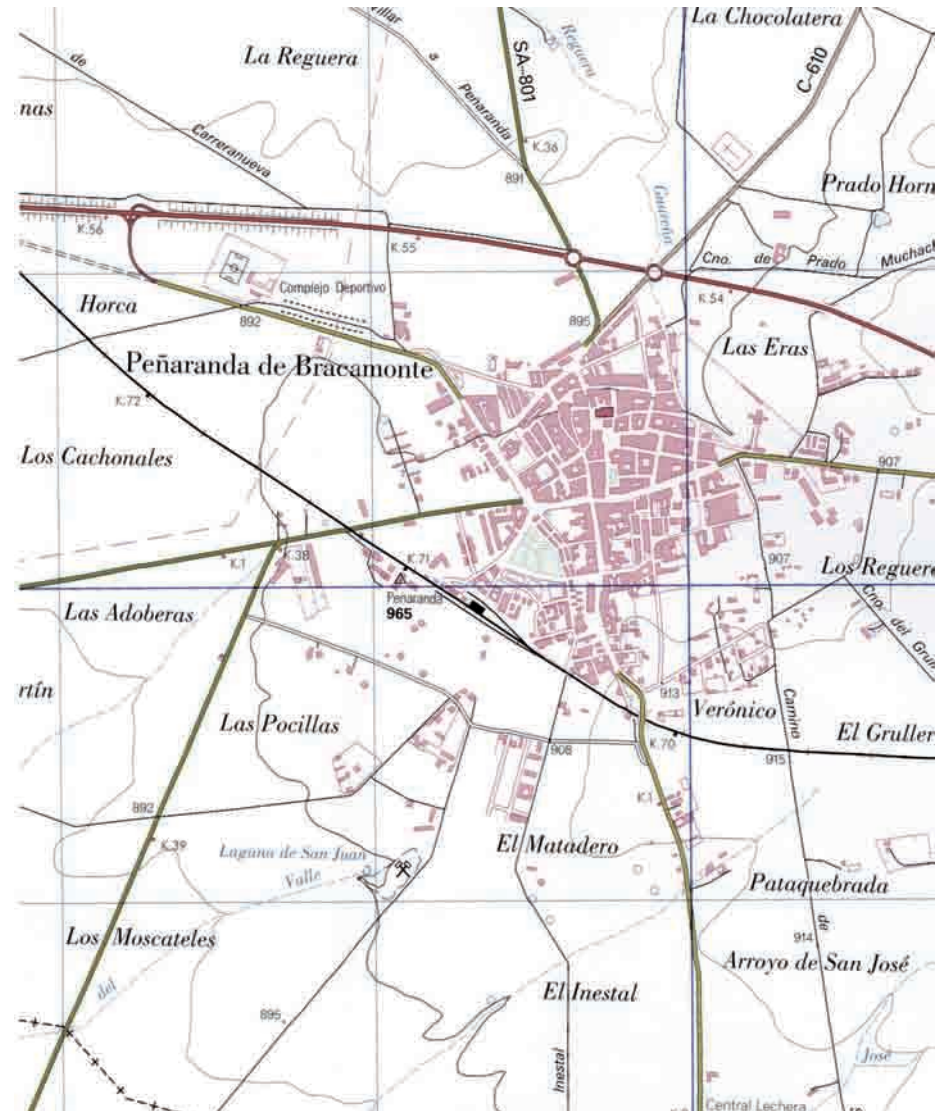 La Chocolatera
Villar
a
Peñaranda
Reguera
La Reguera
SA-801
C-610
de
nas
Carreranueva
K.36
891
Guareña
Prado Horn
K.56
K.55
Cno. de Prado
Muchach
Complejo Deportivo
K.54
Horca
892
895
Las Eras
Peñaranda de Bracamonte
K.72
Los Cachonales
907
K.1
K.38
K.71
907
Los Reguer
Las Adoberas
Peñaranda
965
Cno. del Gru
rtín
913
Camino
Las Pocillas
Verónico
El Gruller
908
K.70
915
892
K.1
K.39
Laguna de San Juan
El Matadero
Valle
Pataquebrada
Los Moscateles
914
de
Arroyo de San José
del
El Inestal
895
Inestal
José
Central Lechera